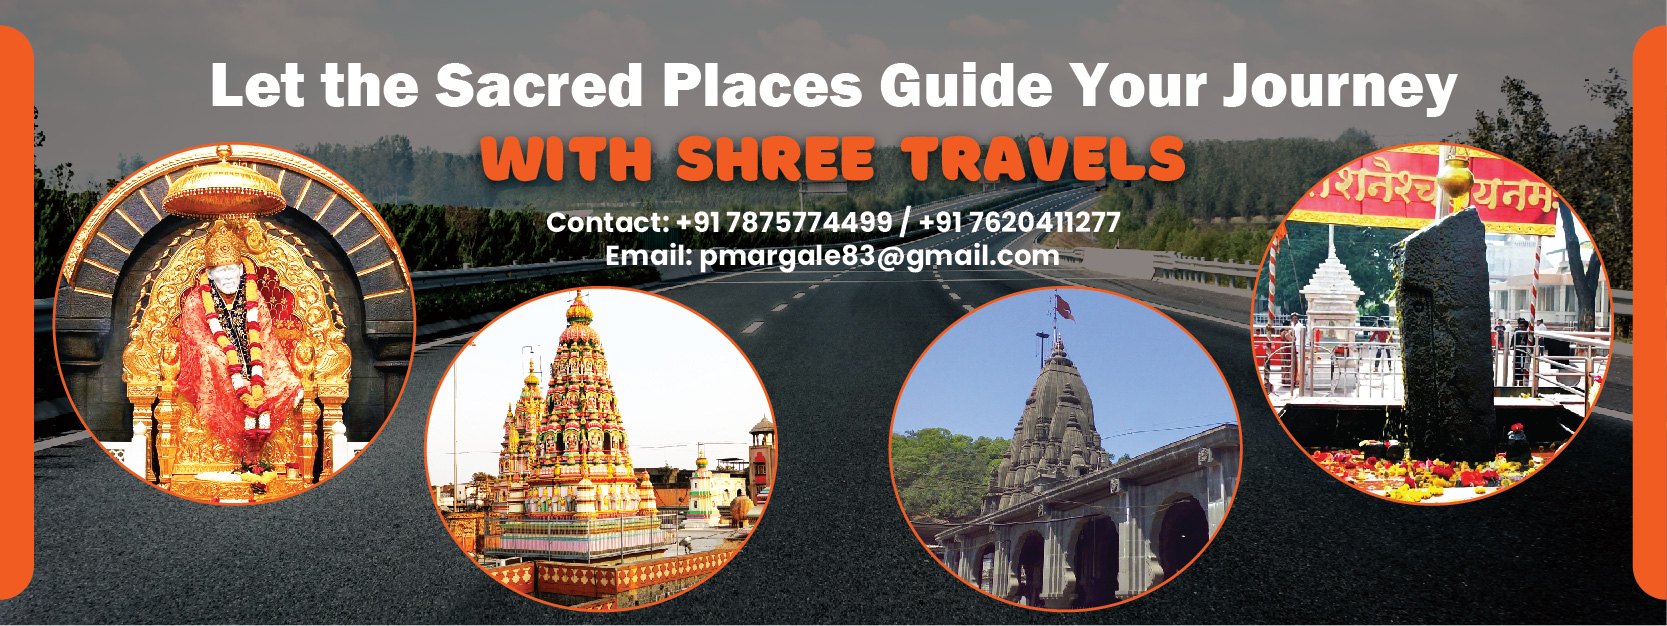 Let the Sacred Places Guide Your Journey
WITH SHREE TRAVELS
Contact: +91 7875774499 / +91 7620411277
Email: pmargale83@gmail.com